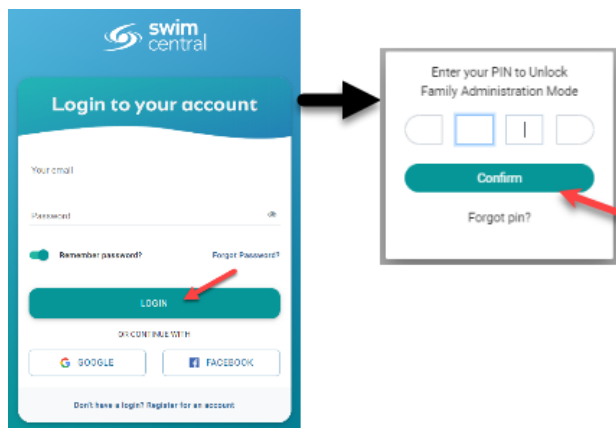 swim
central
Login to your account
Your email
Password
Remember password?
Forgot Password?
LOGIN
OR CONTINUE WITH
G GOOGLE
f FACEBOOK
Don't have a login? Register for an account
Enter your PIN to Unlock
Family Administration Mode
Confirm
Forgot pin?